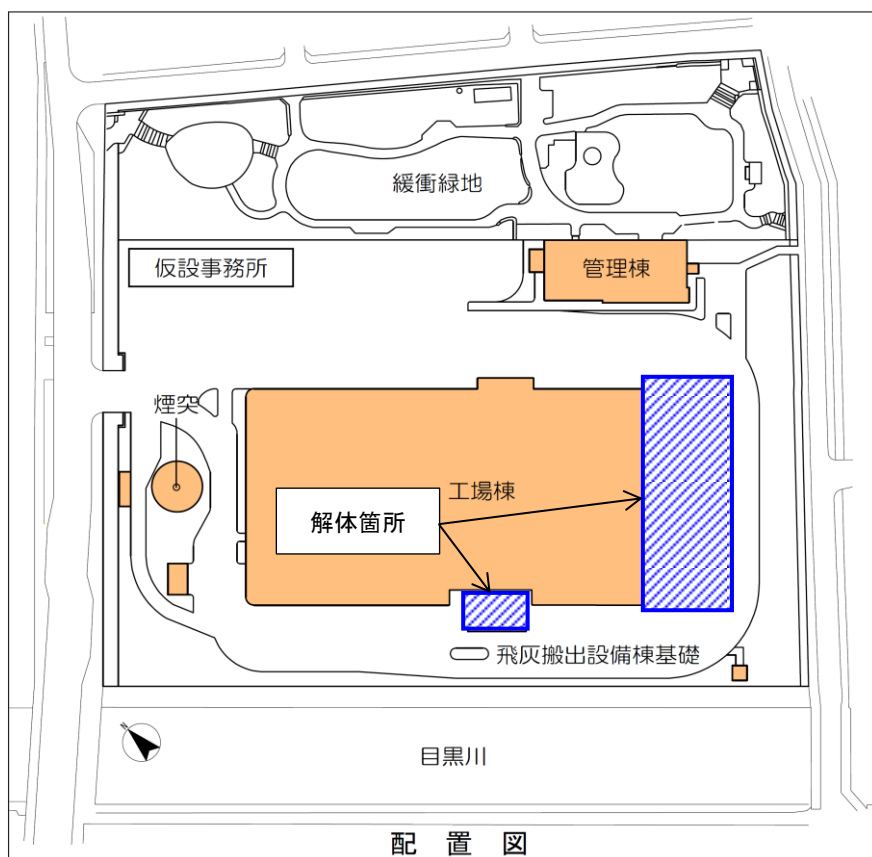 緩衝緑地
仮設事務所
管理棟
煙突
工場棟
解体箇所
飛灰搬出設備棟基礎
目黒川
配 置 図